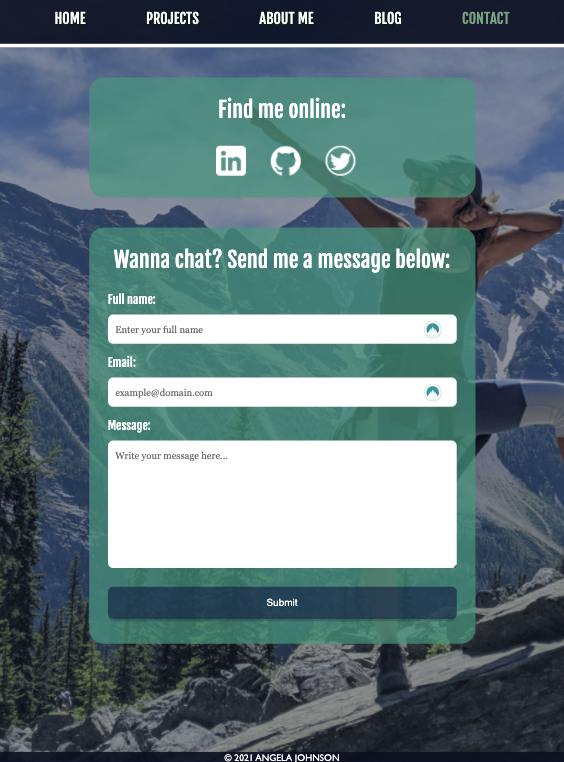 HOME PROJECTS ABOUT ME BLOG CONTACT
Find me online:
in
Wanna chat? Send me a message below:
Full name:
Enter your full name
Email:
example@domain.com
Message:
Write your message here...
Submit
© 2021 ANGELA JOHNSON